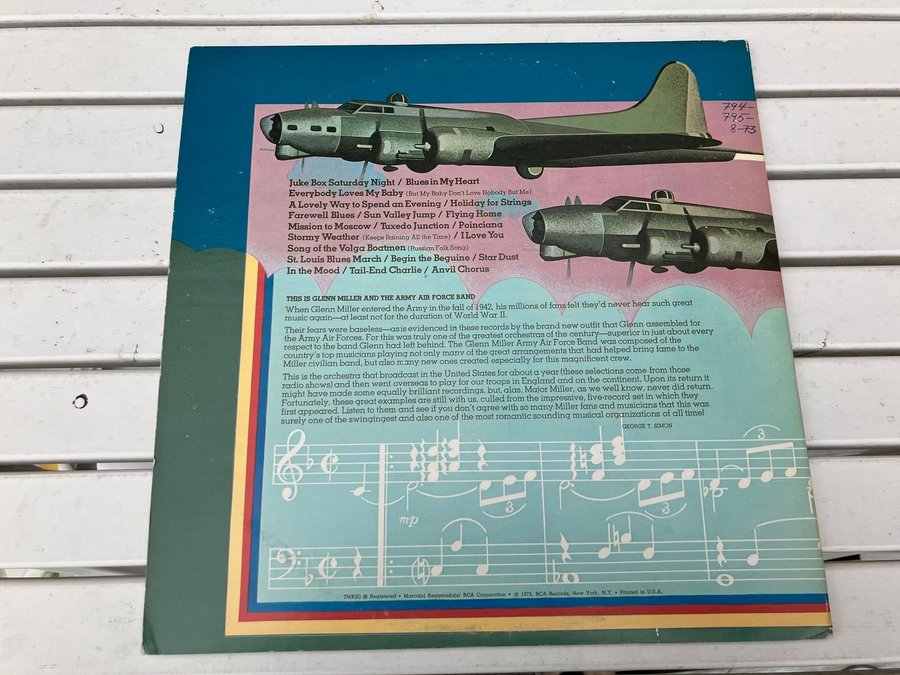 794-
795-
8-73
Juke Box Saturday Night / Blues in My Heart
Everybody Loves My Baby (But My Baby Don't Love Nobody But Me)
A Lovely Way to Spend an Evening / Holiday for Strings
Farewell Blues / Sun Valley Jump / Flying Home
Mission to Moscow / Tuxedo Junction / Poinciana
Stormy Weather (Keeps Raining All the Time) / I Love You
Song of the Volga Boatmen (Russian Folk Song)
St. Louis Blues March / Begin the Beguine / Star Dust
In the Mood / Tail-End Charlie / Anvil Chorus
THIS IS GLENN MILLER AND THE ARMY AIR FORCE BAND
When Glenn Miller entered the Army in the fall of 1942, his millions of fans felt they'd never hear such great
music again—at least not for the duration of World War II.
Their fears were baseless—as is evidenced in these records by the brand new outfit that Glenn assembled for
the Army Air Forces. For this was truly one of the greatest orchestras of the century—superior in just about every
respect to the band Glenn had left behind. The Glenn Miller Army Air Force Band was composed of the
country's top musicians playing not only many of the great arrangements that had helped bring fame to the
Miller civilian band, but also many new ones created especially for this magnificent crew.
This is the orchestra that broadcast in the United States for about a year (these selections come from those
radio shows) and then went overseas to play for our troops in England and on the continent. Upon its return it
might have made some equally brilliant recordings, but, alas, Major Miller, as we well know, never did return.
Fortunately, these great examples are still with us, culled from the impressive, five-record set in which they
first appeared. Listen to them and see if you don't agree with so many Miller fans and musicians that this was
surely one of the swingingest and also one of the most romantic sounding musical organizations of all time!
GEORGE T. SIMON
3
mp
3
3
TMK(S) ® Registered • Marca(s) Registrada(s) RCA Corporation • © 1973, RCA Records, New York, N.Y. • Printed in U.S.A.